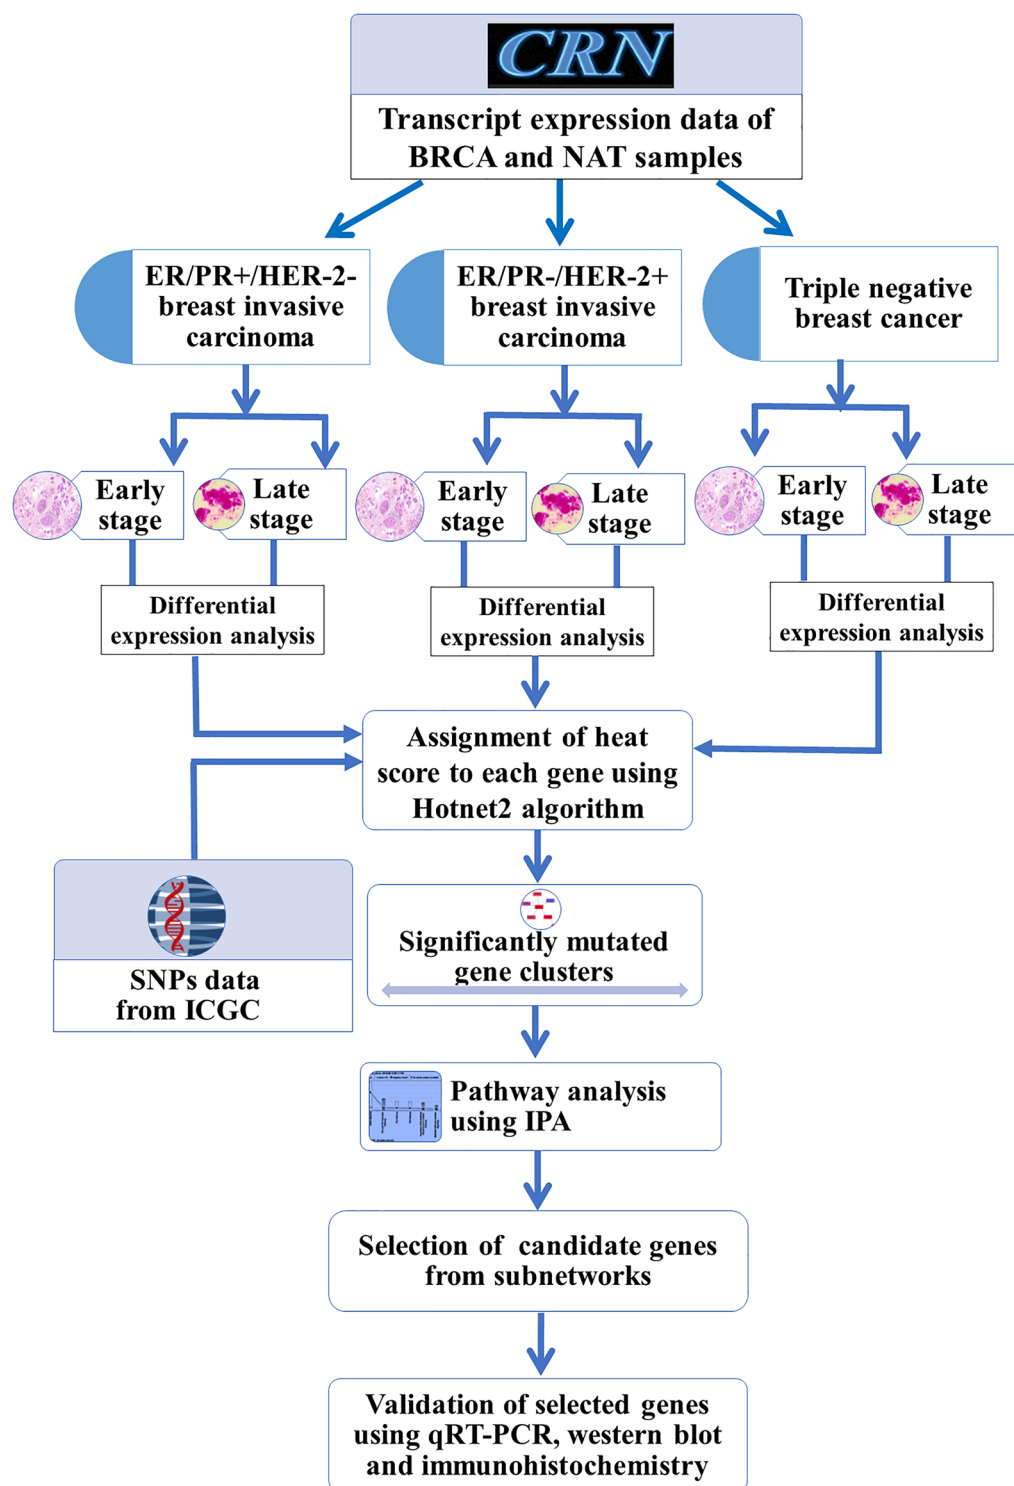 CRN
Transcript expression data of
BRCA and NAT samples
ER/PR+/HER-2-
breast invasive
carcinoma
ER/PR-/HER-2+
breast invasive
carcinoma
Triple negative
breast cancer
Early
stage
Late
stage
Early
stage
Late
stage
Early
stage
Late
stage
Differential
expression analysis
Differential
expression analysis
Differential
expression analysis
Assignment of heat
score to each gene using
Hotnet2 algorithm
SNPs data
from ICGC
Significantly mutated
gene clusters
Pathway analysis
using IPA
Selection of candidate genes
from subnetworks
Validation of selected genes
using qRT-PCR, western blot
and immunohistochemistry